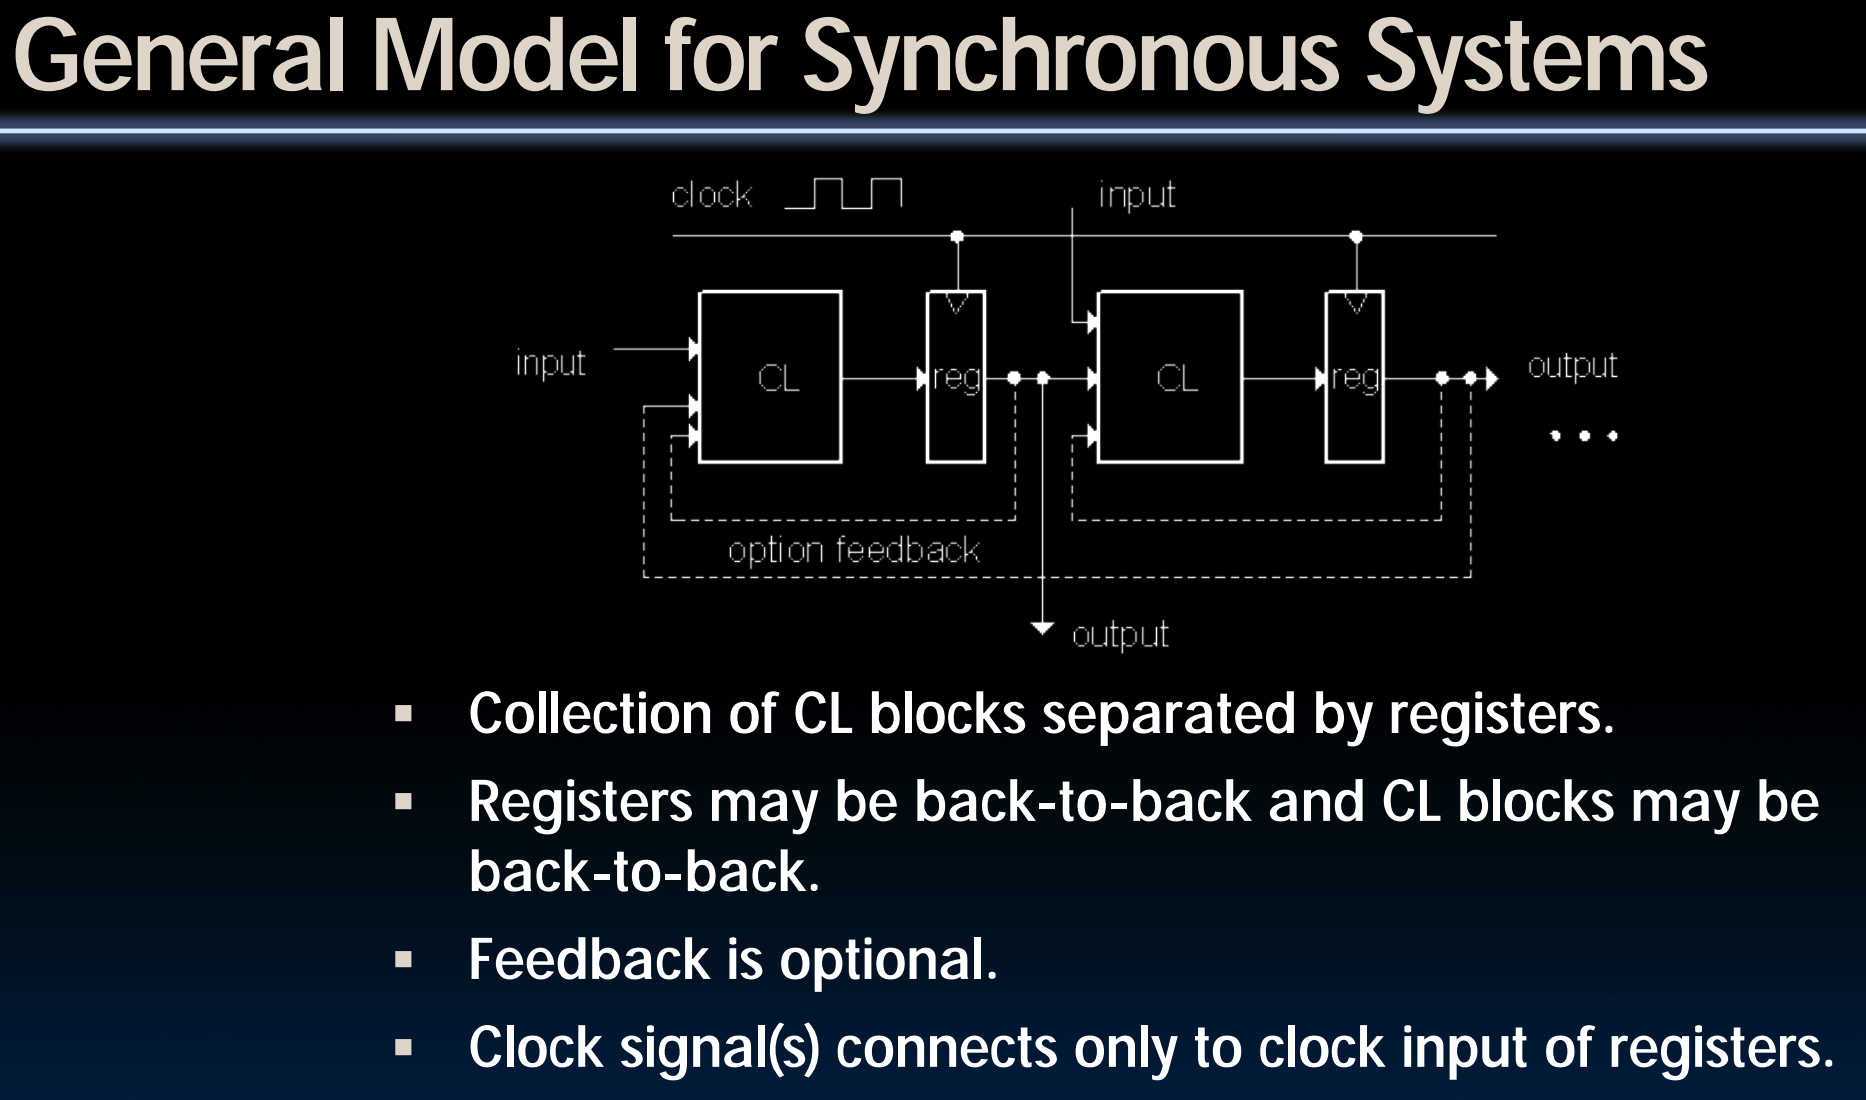 General Model for Synchronous Systems
clock
input
input
CL
reg
CL
reg
output
option feedback
output
Collection of CL blocks separated by registers.
Registers may be back-to-back and CL blocks may be
back-to-back.
Feedback is optional.
Clock signal(s) connects only to clock input of registers.